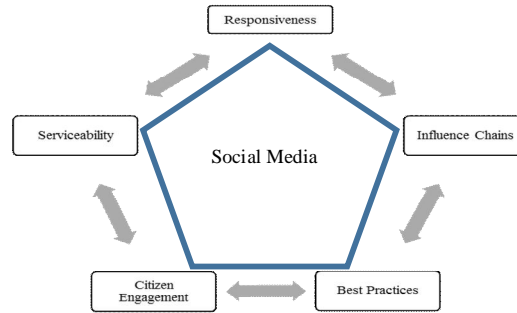 Responsiveness
Serviceability
Influence Chains
Social Media
Citizen
Engagement
Best Practices